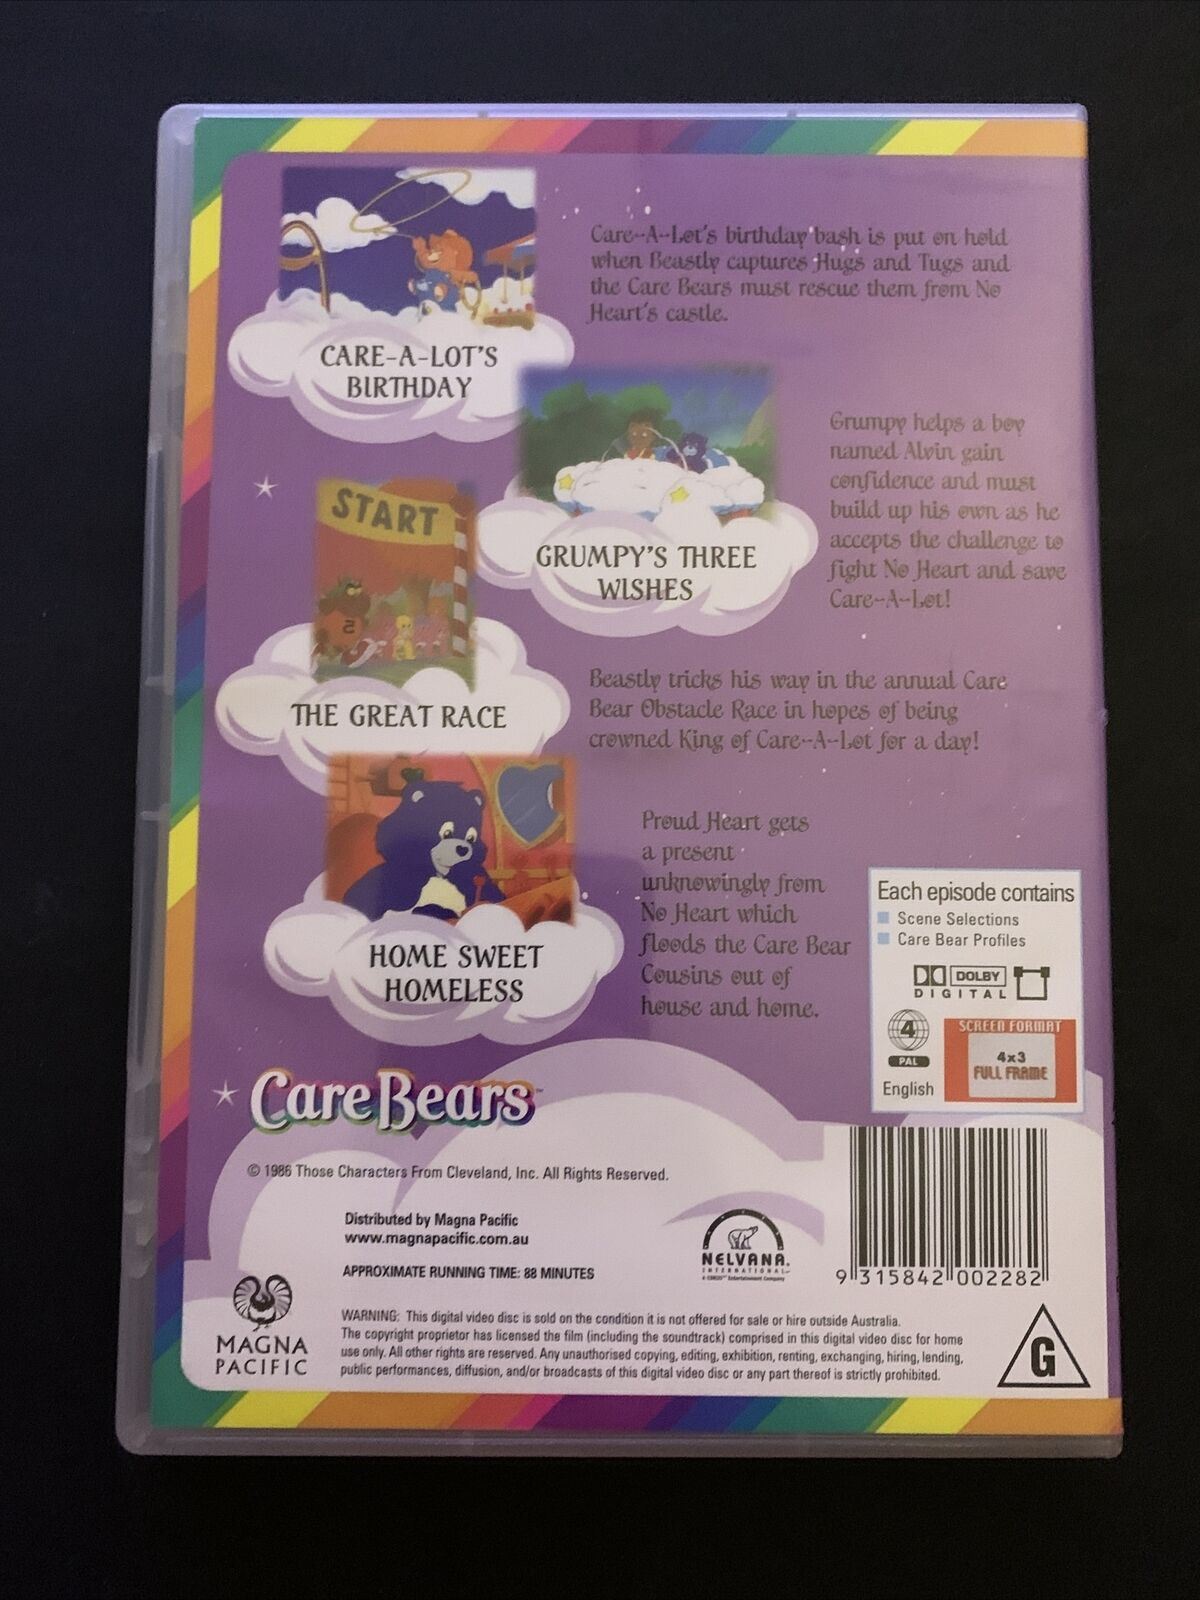 Care-A-Lot's birthday bash is put on hold
when Beastly captures Hugs and Tugs and
the Care Bears must rescue them from No
Heart's castle.
CARE-A-LOT'S
BIRTHDAY
Grumpy helps a boy
named Alvin gain
confidence and must
build up his own as he
accepts the challenge to
fight No Heart and save
Care-A-Lot!
GRUMPY'S THREE
WISHES
START
2
THE GREAT RACE
Beastly tricks his way in the annual Care
Bear Obstacle Race in hopes of being
crowned King of Care-A-Lot for a day!
Proud Heart gets
a present
unknowingly from
No Heart which
floods the Care Bear
Cousins out of
house and home.
HOME SWEET
HOMELESS
Each episode contains
Scene Selections
Care Bear Profiles
DOLBY
DIGITAL
4
PAL
English
SCREEN FORMAT
4x3
FULL FRAME
Care Bears™
© 1986 Those Characters From Cleveland, Inc. All Rights Reserved.
Distributed by Magna Pacific
www.magnapacific.com.au
APPROXIMATE RUNNING TIME: 88 MINUTES
NELVANA
INTERNATIONAL
A CORUS™ Entertainment Company
9 315842 002282
MAGNA
PACIFIC
WARNING: This digital video disc is sold on the condition it is not offered for sale or hire outside Australia.
The copyright proprietor has licensed the film (including the soundtrack) comprised in this digital video disc for home
use only. All other rights are reserved. Any unauthorised copying, editing, exhibition, renting, exchanging, hiring, lending,
public performances, diffusion, and/or broadcasts of this digital video disc or any part thereof is strictly prohibited.
G